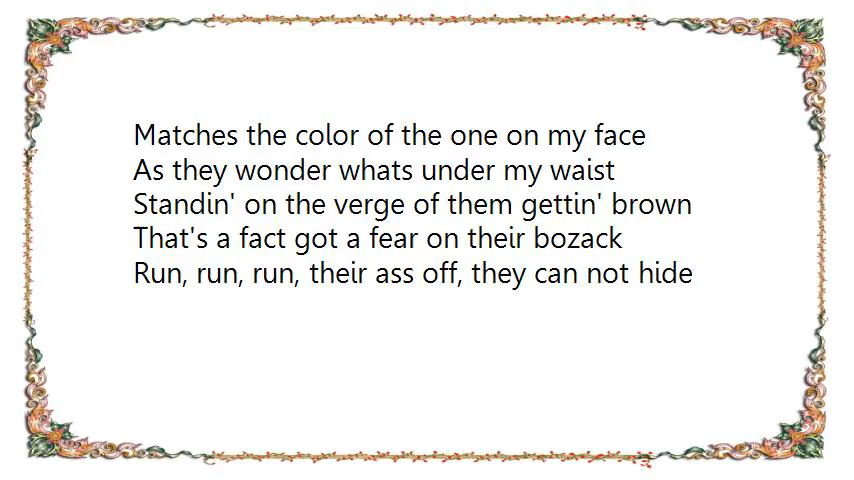 Matches the color of the one on my face
As they wonder whats under my waist
Standin' on the verge of them gettin' brown
That's a fact got a fear on their bozack
Run, run, run, their ass off, they can not hide